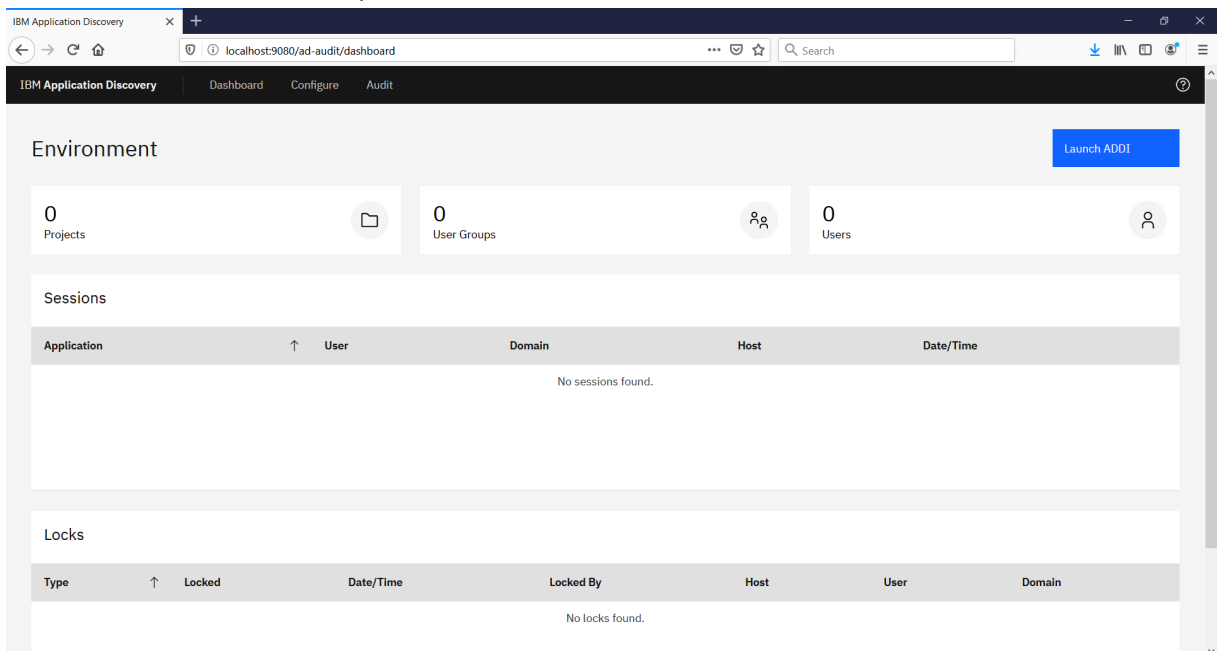 IBM Application Discovery
localhost:9080/ad-audit/dashboard
Search
IBM Application Discovery Dashboard Configure Audit
Environment
Launch ADDI
0
Projects
0
User Groups
0
Users
Sessions
Application User Domain Host Date/Time
No sessions found.
Locks
Type Locked Date/Time Locked By Host User Domain
No locks found.